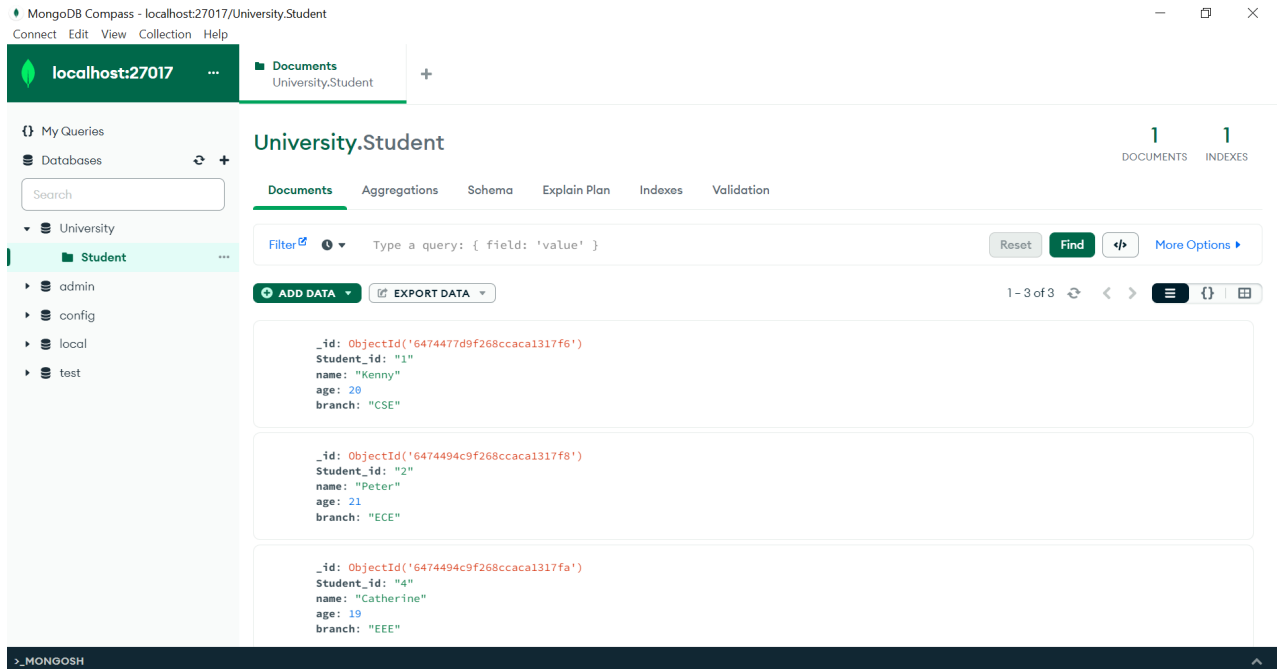 MongoDB Compass - localhost:27017/University.Student
Connect Edit View Collection Help
localhost:27017 ...
Documents
University.Student
+
{} My Queries
Databases
Search
University
Student ...
admin
config
local
test
University.Student
1 DOCUMENTS
1 INDEXES
Documents Aggregations Schema Explain Plan Indexes Validation
Filter Type a query: { field: 'value' } Reset Find </> More Options
ADD DATA EXPORT DATA 1 - 3 of 3 {}
_id: ObjectId('6474477d9f268ccaca1317f6')
Student_id: "1"
name: "Kenny"
age: 20
branch: "CSE"
_id: ObjectId('6474494c9f268ccaca1317f8')
Student_id: "2"
name: "Peter"
age: 21
branch: "ECE"
_id: ObjectId('6474494c9f268ccaca1317fa')
Student_id: "4"
name: "Catherine"
age: 19
branch: "EEE"
>_MONGOSH